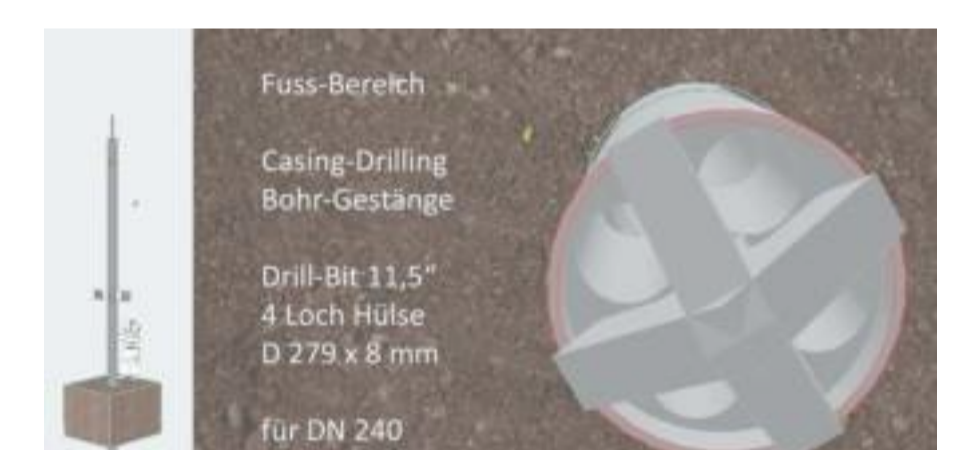 Fuss-Bereich
Casing-Drilling
Bohr-Gestänge
Drill-Bit 11,5"
4 Loch Hülse
D 279 x 8 mm
für DN 240